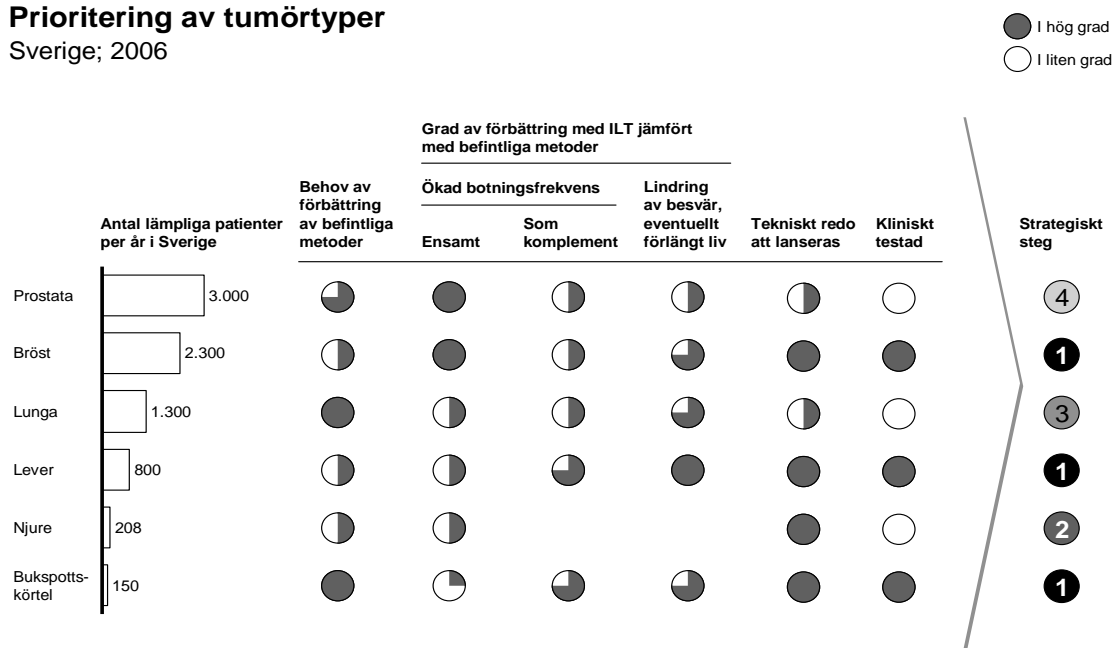 Prioritering av tumörtyper
Sverige; 2006
I hög grad
I liten grad
Grad av förbättring med ILT jämfört
med befintliga metoder
Antal lämpliga patienter
per år i Sverige
Behov av
förbättring
av befintliga
metoder
Ökad botningsfrekvens
Ensamt
Som
komplement
Lindring
av besvär,
eventuellt
förlängt liv
Tekniskt redo
att lanseras
Kliniskt
testad
Strategiskt
steg
Prostata 3.000 4
Bröst 2.300 1
Lunga 1.300 3
Lever 800 1
Njure 208 2
Bukspotts-
körtel 150 1